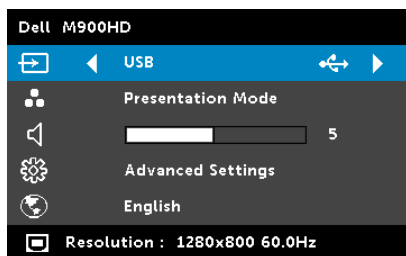 Dell M900HD
USB
Presentation Mode
5
Advanced Settings
English
Resolution : 1280x800 60.0Hz